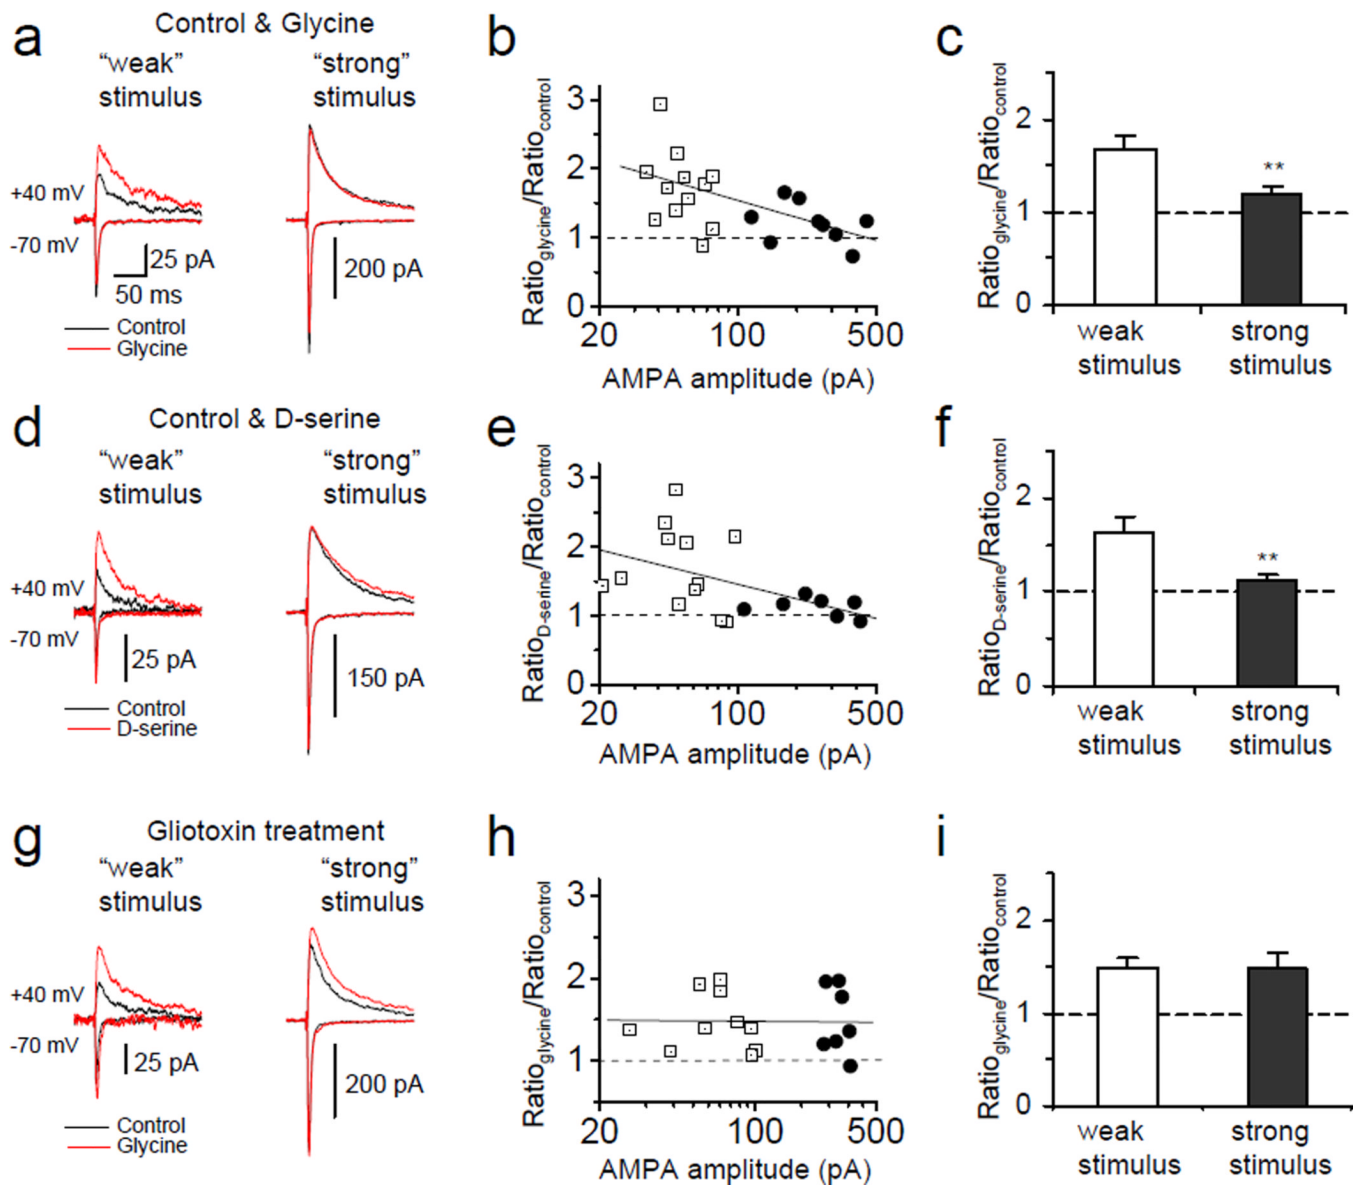 a
Control & Glycine
"weak" stimulus
"strong" stimulus
+40 mV
-70 mV
25 pA
50 ms
200 pA
Control
Glycine
b
Ratioglycine/Ratiocontrol
3
2
1
0
20 100 500
AMPA amplitude (pA)
c
Ratioglycine/Ratiocontrol
2
1
0
**
weak stimulus
strong stimulus
d
Control & D-serine
"weak" stimulus
"strong" stimulus
+40 mV
-70 mV
25 pA
150 pA
Control
D-serine
e
RatioD-serine/Ratiocontrol
3
2
1
0
20 100 500
AMPA amplitude (pA)
f
RatioD-serine/Ratiocontrol
2
1
0
**
weak stimulus
strong stimulus
g
Gliotoxin treatment
"weak" stimulus
"strong" stimulus
+40 mV
-70 mV
25 pA
200 pA
Control
Glycine
h
Ratioglycine/Ratiocontrol
3
2
1
0
20 100 500
AMPA amplitude (pA)
i
Ratioglycine/Ratiocontrol
2
1
0
weak stimulus
strong stimulus